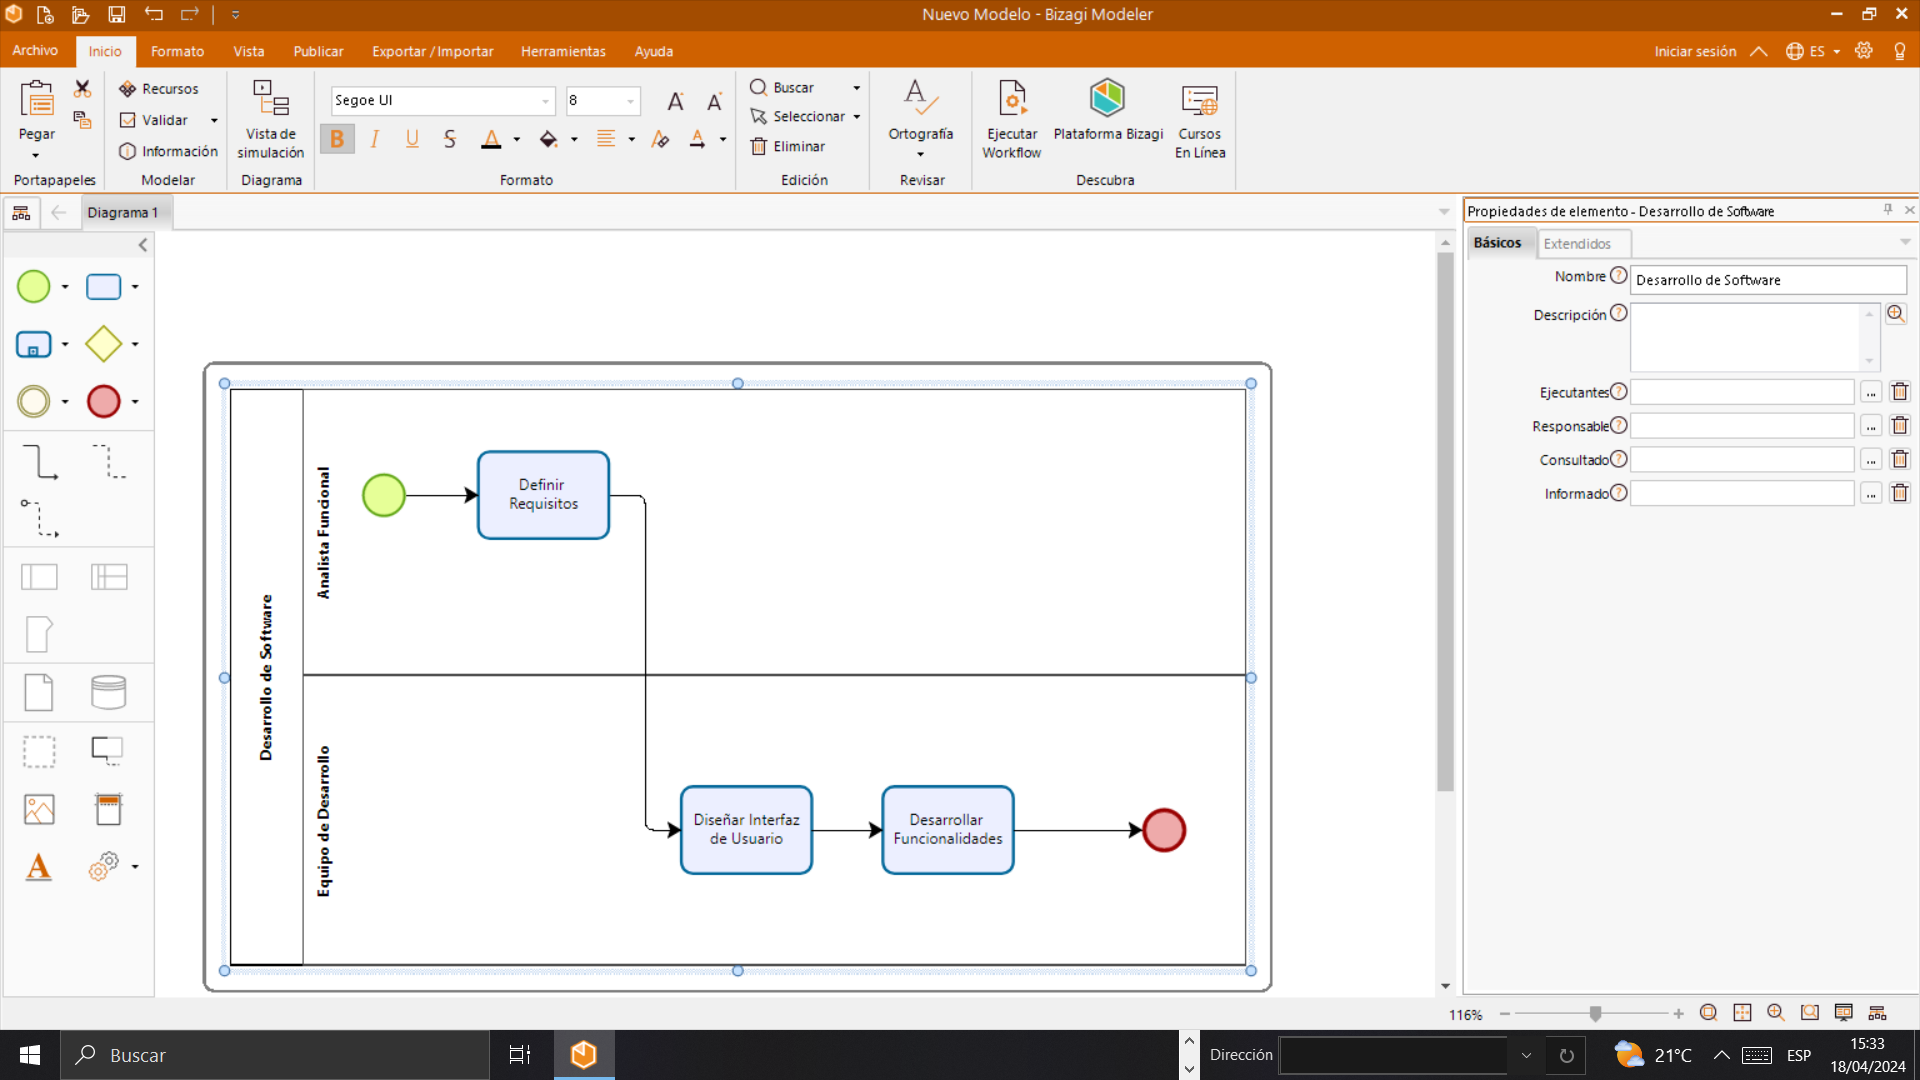 Nuevo Modelo - Bizagi Modeler
Archivo
Inicio
Formato
Vista
Publicar
Exportar / Importar
Herramientas
Ayuda
Iniciar sesión
ES
Pegar
Portapapeles
Recursos
Validar
Información
Modelar
Vista de
simulación
Diagrama
Segoe UI
8
Formato
Buscar
Seleccionar
Eliminar
Edición
Ortografía
Revisar
Ejecutar
Workflow
Plataforma Bizagi
Cursos
En Línea
Descubra
Diagrama 1
Desarrollo de Software
Analista Funcional
Equipo de Desarrollo
Definir
Requisitos
Diseñar Interfaz
de Usuario
Desarrollar
Funcionalidades
Propiedades de elemento - Desarrollo de Software
Básicos
Extendidos
Nombre
Desarrollo de Software
Descripción
Ejecutantes
...
Responsable
...
Consultado
...
Informado
...
116%
Buscar
Dirección
21°C
ESP
15:33
18/04/2024